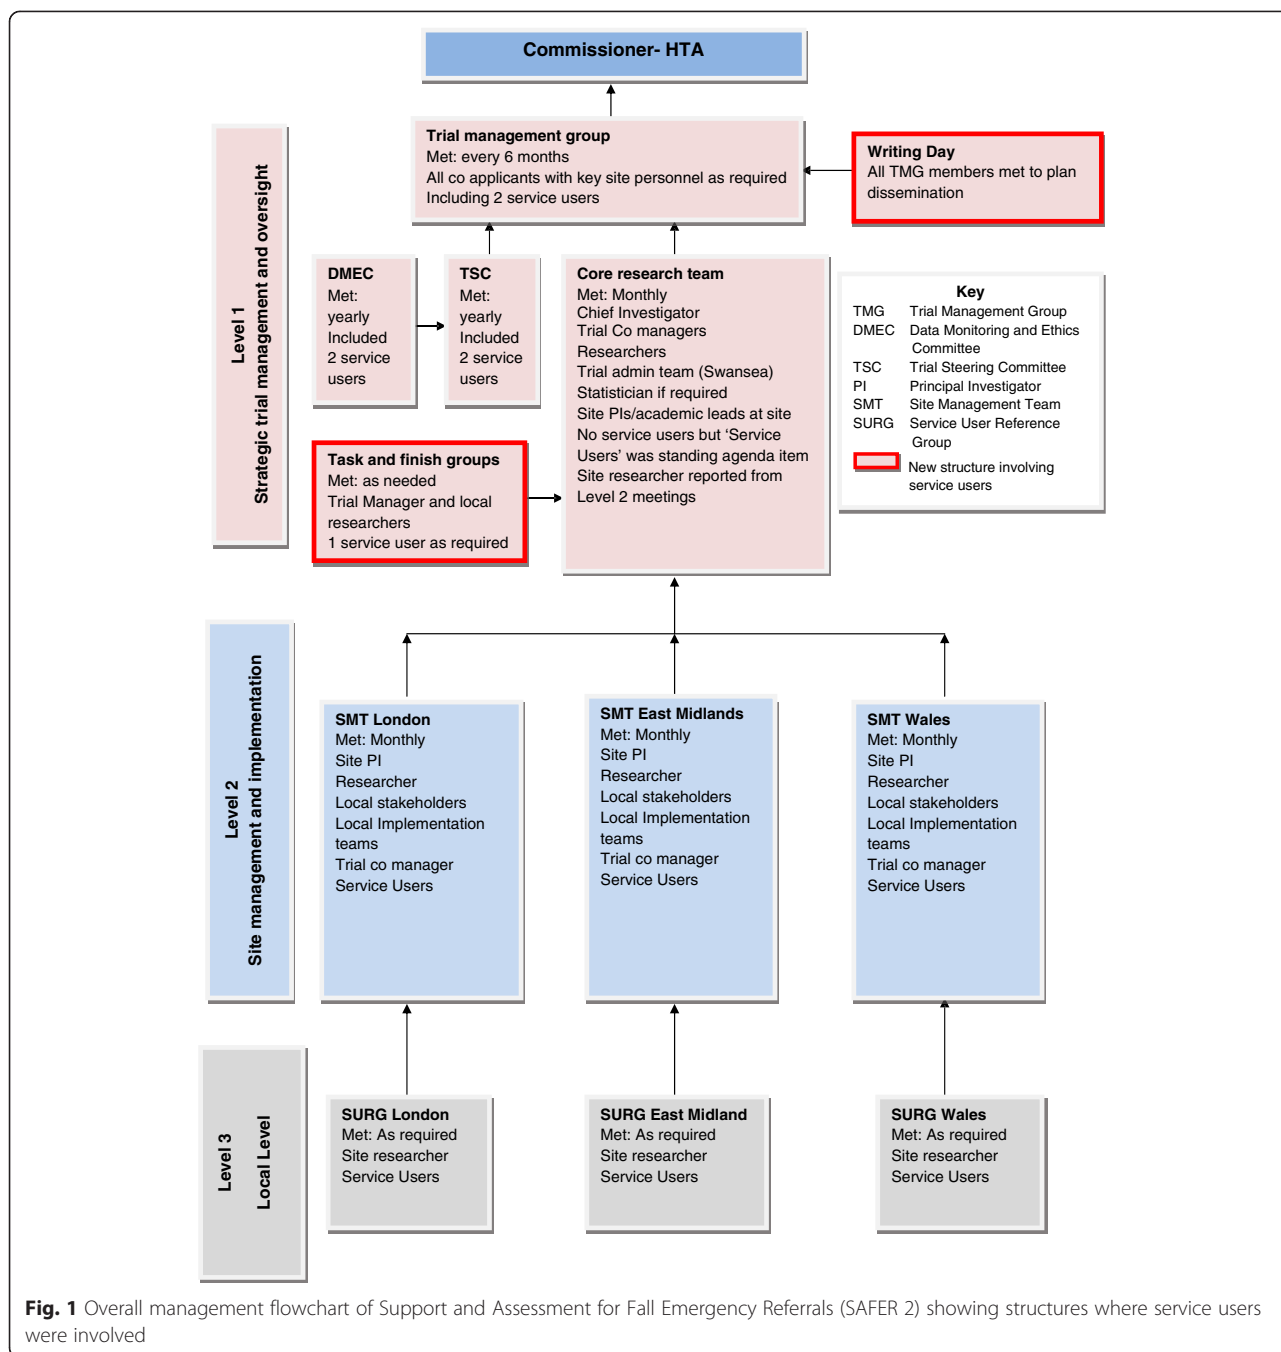 Commissioner- HTA
Level 1
Strategic trial management and oversight
Trial management group
Met: every 6 months
All co applicants with key site personnel as required
Including 2 service users
Writing Day
All TMG members met to plan
dissemination
DMEC
Met:
yearly
Included
2 service
users
TSC
Met:
yearly
Included
2 service
users
Core research team
Met: Monthly
Chief Investigator
Trial Co managers
Researchers
Trial admin team (Swansea)
Statistician if required
Site PIs/academic leads at site
No service users but ‘Service
Users’ was standing agenda item
Site researcher reported from
Level 2 meetings
Key
TMG Trial Management Group
DMEC Data Monitoring and Ethics
Committee
TSC Trial Steering Committee
PI Principal Investigator
SMT Site Management Team
SURG Service User Reference
Group
New structure involving
service users
Task and finish groups
Met: as needed
Trial Manager and local
researchers
1 service user as required
Level 2
Site management and implementation
SMT London
Met: Monthly
Site PI
Researcher
Local stakeholders
Local Implementation
teams
Trial co manager
Service Users
SMT East Midlands
Met: Monthly
Site PI
Researcher
Local stakeholders
Local Implementation
teams
Trial co manager
Service Users
SMT Wales
Met: Monthly
Site PI
Researcher
Local stakeholders
Local Implementation
teams
Trial co manager
Service Users
Level 3
Local Level
SURG London
Met: As required
Site researcher
Service Users
SURG East Midland
Met: As required
Site researcher
Service Users
SURG Wales
Met: As required
Site researcher
Service Users
Fig. 1 Overall management flowchart of Support and Assessment for Fall Emergency Referrals (SAFER 2) showing structures where service users
were involved